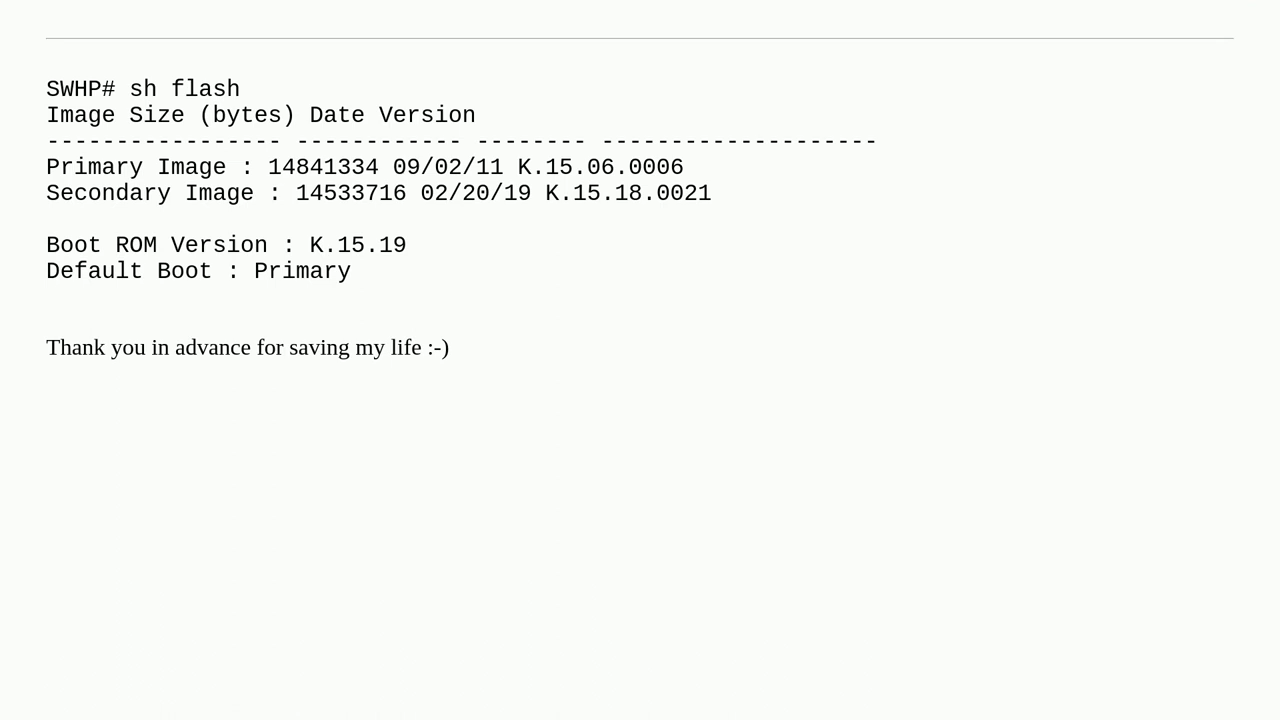 SWHP# sh flash
Image Size (bytes) Date Version
----------------- ------------ -------- --------------------
Primary Image : 14841334 09/02/11 K.15.06.0006
Secondary Image : 14533716 02/20/19 K.15.18.0021
Boot ROM Version : K.15.19
Default Boot : Primary
Thank you in advance for saving my life :-)